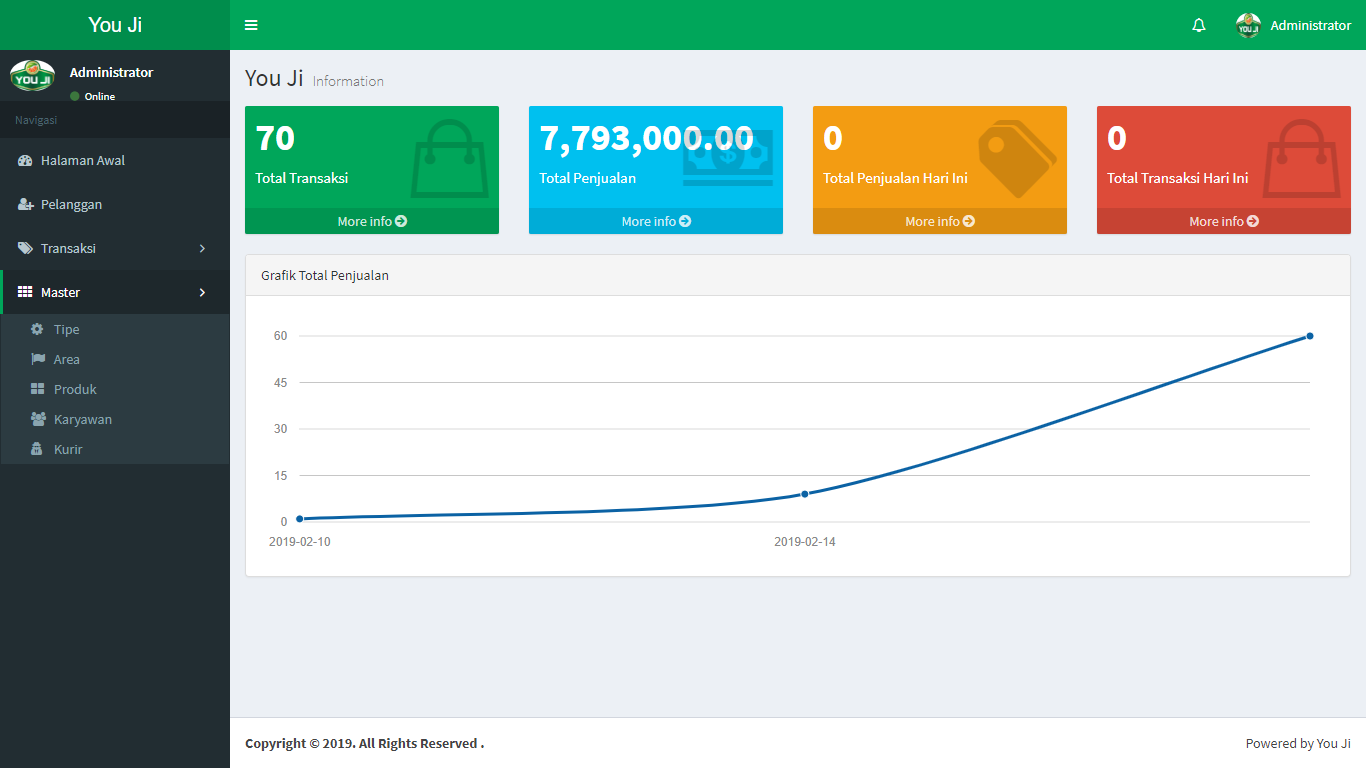 You Ji
Administrator
YOU JI
Administrator
Online
Navigasi
Halaman Awal
Pelanggan
Transaksi
Master
Tipe
Area
Produk
Karyawan
Kurir
YOU JI
You Ji Information
70
Total Transaksi
More info
7,793,000.00
Total Penjualan
More info
0
Total Penjualan Hari Ini
More info
0
Total Transaksi Hari Ini
More info
Grafik Total Penjualan
60
45
30
15
0
2019-02-10
2019-02-14
Copyright © 2019. All Rights Reserved .
Powered by You Ji